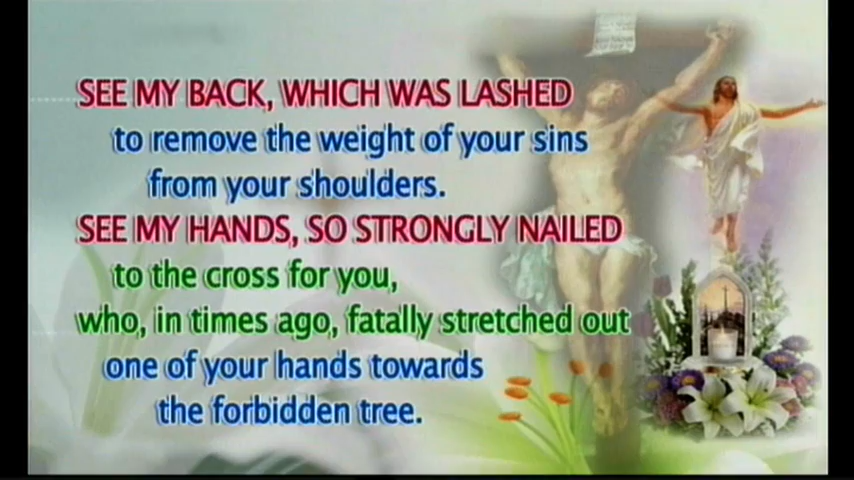 SEE MY BACK, WHICH WAS LASHED
to remove the weight of your sins
from your shoulders.
SEE MY HANDS, SO STRONGLY NAILED
to the cross for you,
who, in times ago, fatally stretched out
one of your hands towards
the forbidden tree.